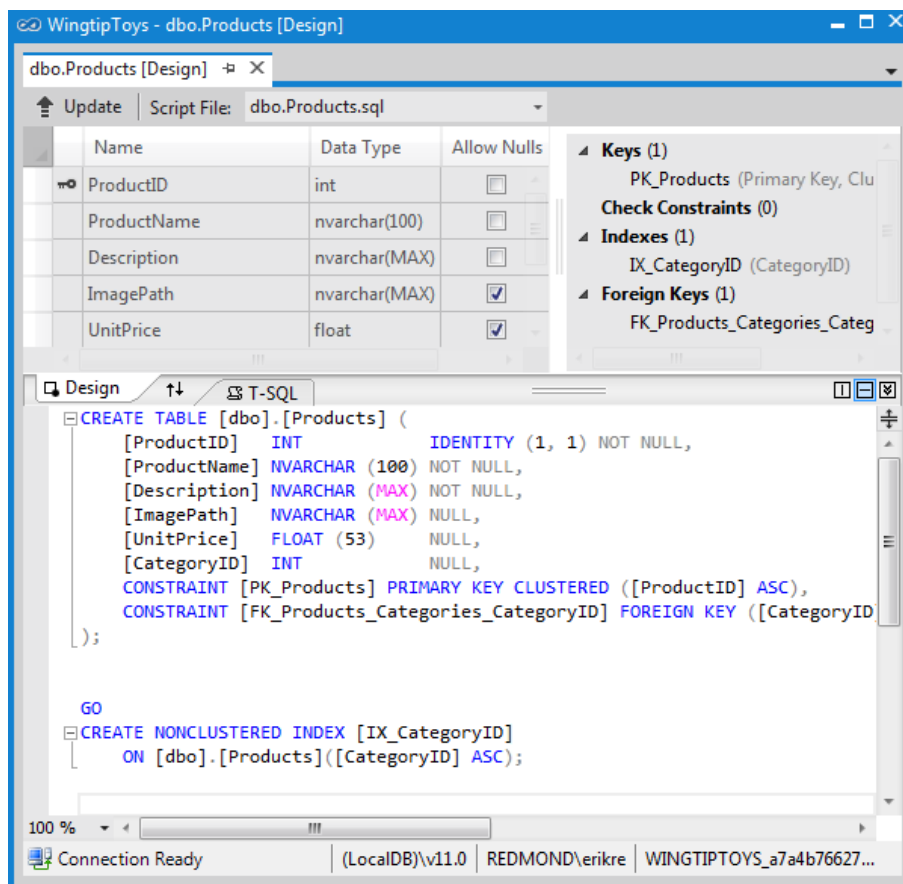 WingtipToys - dbo.Products [Design]
dbo.Products [Design]
Update Script File: dbo.Products.sql
Name Data Type Allow Nulls
ProductID int
ProductName nvarchar(100)
Description nvarchar(MAX)
ImagePath nvarchar(MAX)
UnitPrice float
Keys (1)
PK_Products (Primary Key, Clu
Check Constraints (0)
Indexes (1)
IX_CategoryID (CategoryID)
Foreign Keys (1)
FK_Products_Categories_Categ
Design T-SQL
CREATE TABLE [dbo].[Products] (
[ProductID] INT IDENTITY (1, 1) NOT NULL,
[ProductName] NVARCHAR (100) NOT NULL,
[Description] NVARCHAR (MAX) NOT NULL,
[ImagePath] NVARCHAR (MAX) NULL,
[UnitPrice] FLOAT (53) NULL,
[CategoryID] INT NULL,
CONSTRAINT [PK_Products] PRIMARY KEY CLUSTERED ([ProductID] ASC),
CONSTRAINT [FK_Products_Categories_CategoryID] FOREIGN KEY ([CategoryID]
);
GO
CREATE NONCLUSTERED INDEX [IX_CategoryID]
ON [dbo].[Products]([CategoryID] ASC);
100 %
Connection Ready (LocalDB)\v11.0 REDMOND\erikre WINGTIPTOYS_a7a4b76627...